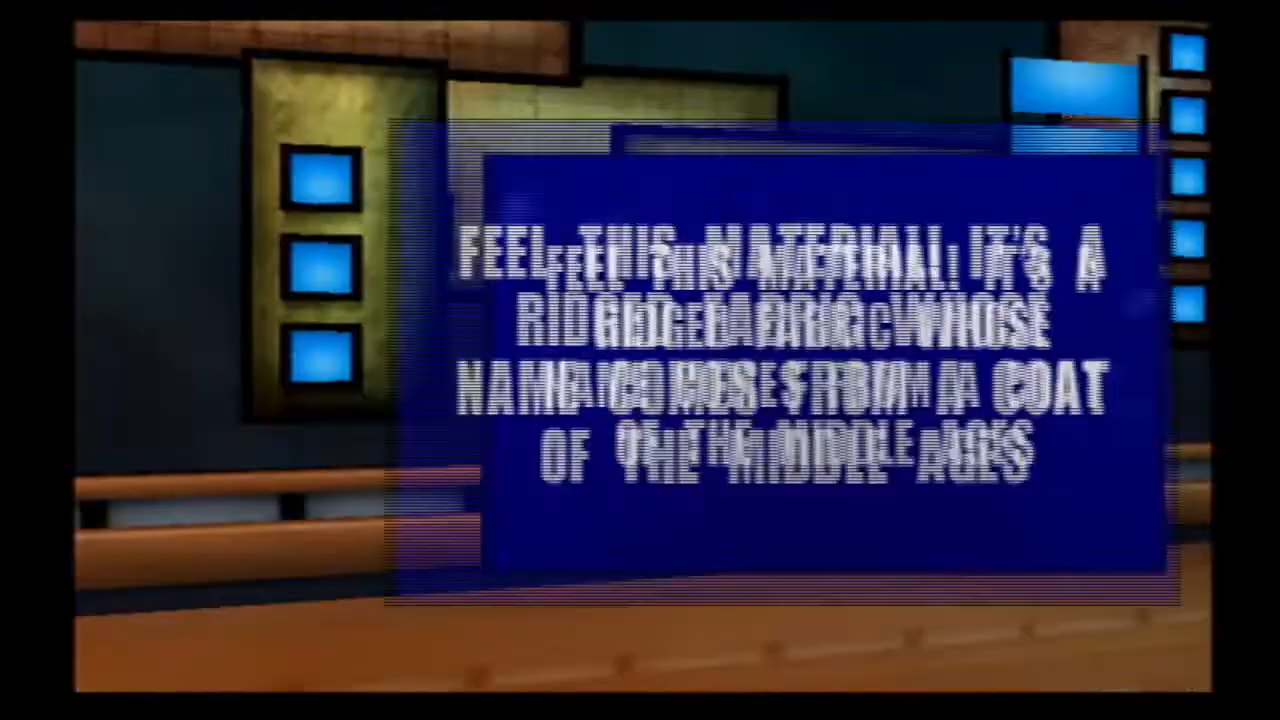 FEEL THIS MATERIAL! IT'S A
RIDGED FABRIC WHOSE
NAME COMES FROM A COAT
OF THE MIDDLE AGES